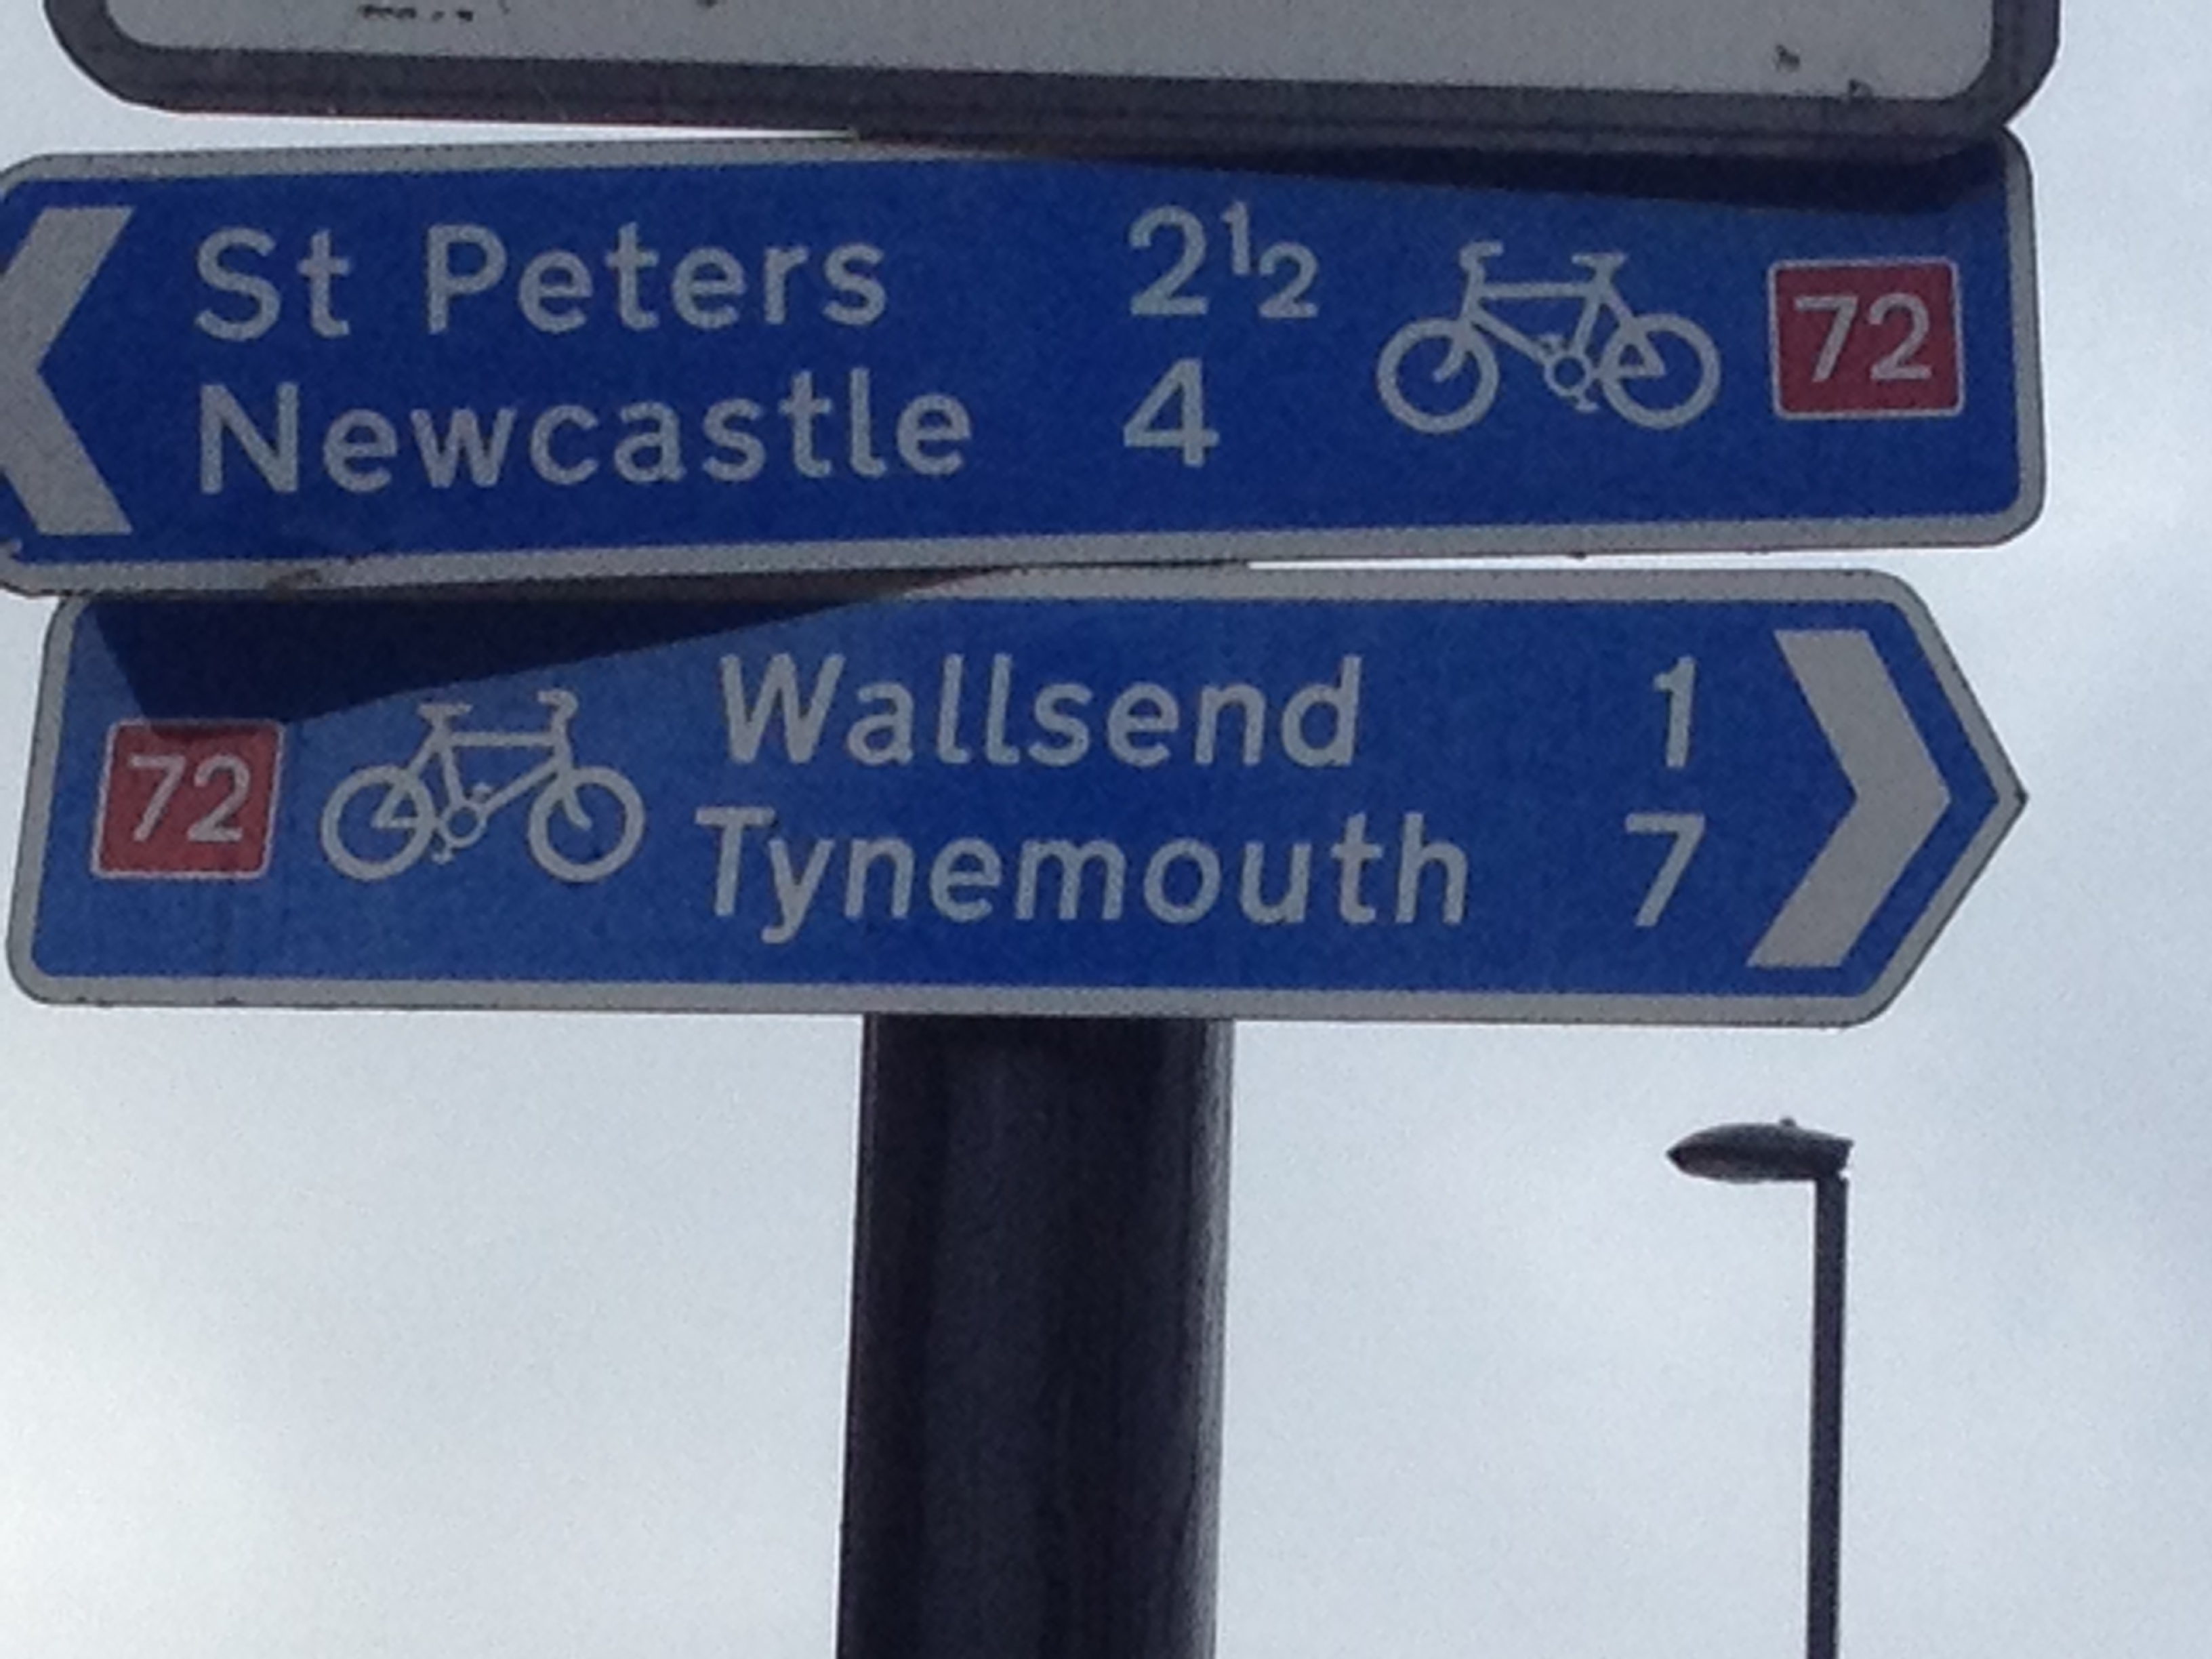 St Peters 2½ 72
Newcastle 4
72 Wallsend 1
Tynemouth 7